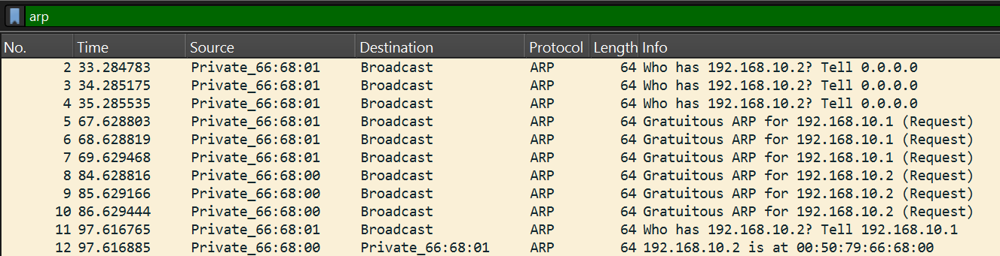 arp
No. Time Source Destination Protocol Length Info
2 33.284783 Private_66:68:01 Broadcast ARP 64 Who has 192.168.10.2? Tell 0.0.0.0
3 34.285175 Private_66:68:01 Broadcast ARP 64 Who has 192.168.10.2? Tell 0.0.0.0
4 35.285535 Private_66:68:01 Broadcast ARP 64 Who has 192.168.10.2? Tell 0.0.0.0
5 67.628803 Private_66:68:01 Broadcast ARP 64 Gratuitous ARP for 192.168.10.1 (Request)
6 68.628819 Private_66:68:01 Broadcast ARP 64 Gratuitous ARP for 192.168.10.1 (Request)
7 69.629468 Private_66:68:01 Broadcast ARP 64 Gratuitous ARP for 192.168.10.1 (Request)
8 84.628816 Private_66:68:00 Broadcast ARP 64 Gratuitous ARP for 192.168.10.2 (Request)
9 85.629166 Private_66:68:00 Broadcast ARP 64 Gratuitous ARP for 192.168.10.2 (Request)
10 86.629444 Private_66:68:00 Broadcast ARP 64 Gratuitous ARP for 192.168.10.2 (Request)
11 97.616765 Private_66:68:01 Broadcast ARP 64 Who has 192.168.10.2? Tell 192.168.10.1
12 97.616885 Private_66:68:00 Private_66:68:01 ARP 64 192.168.10.2 is at 00:50:79:66:68:00